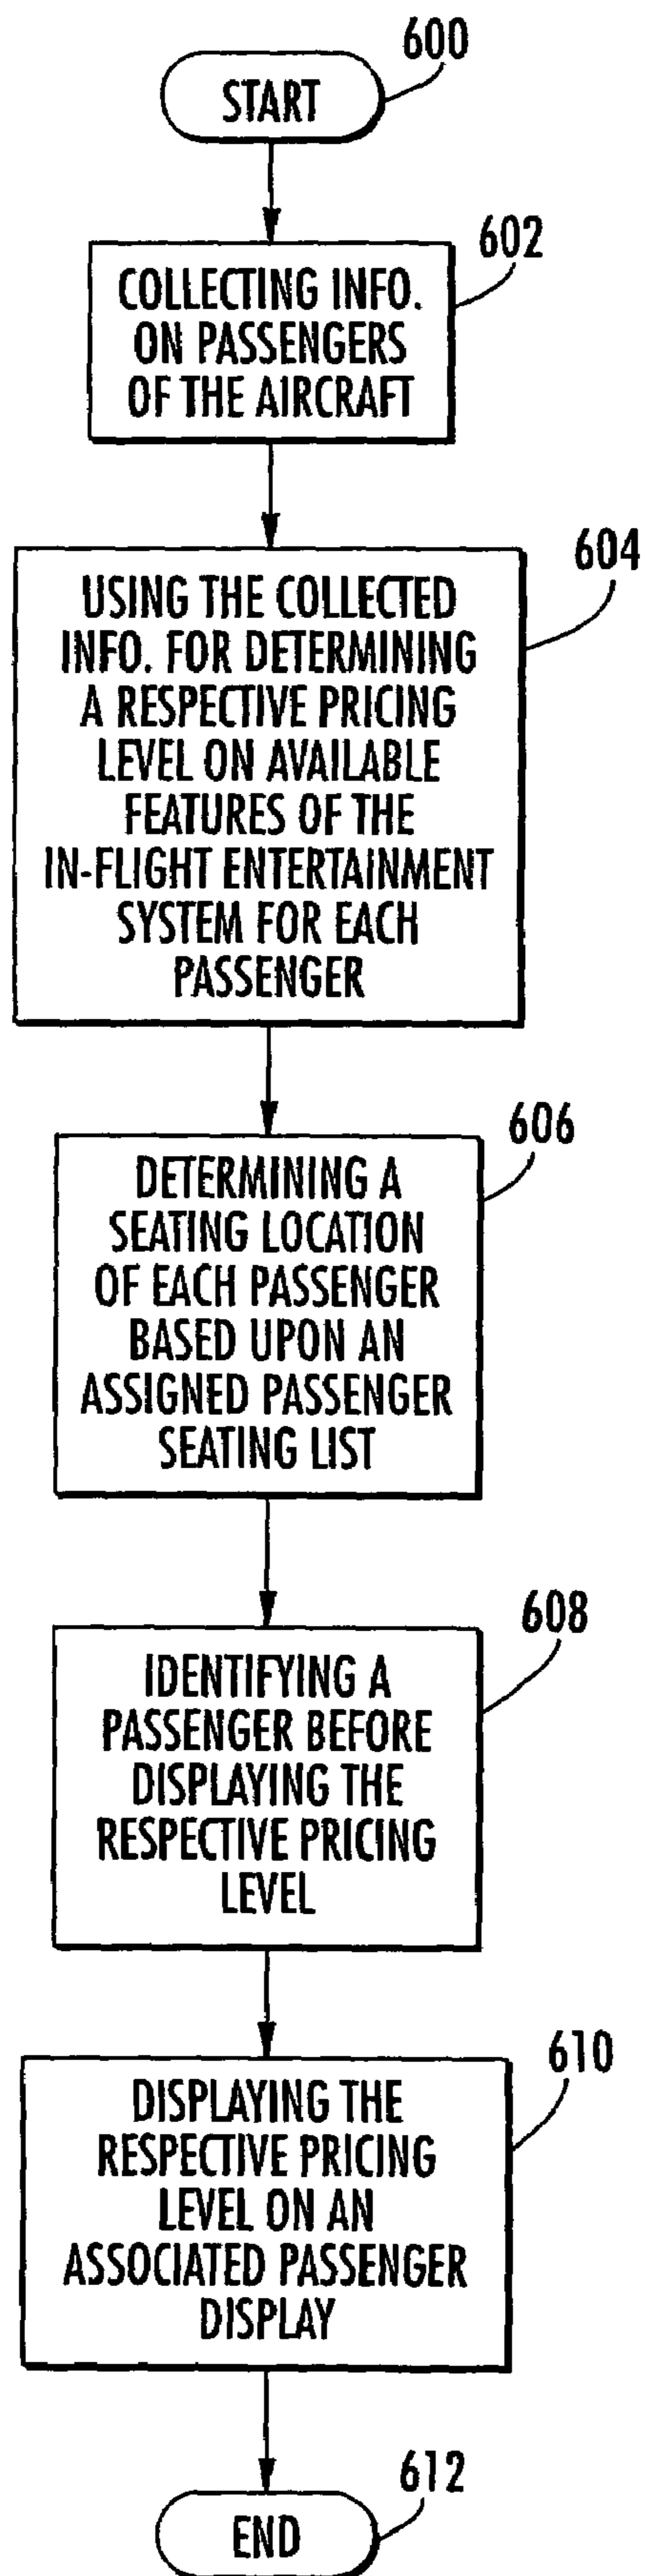 600
START
602
COLLECTING INFO.
ON PASSENGERS
OF THE AIRCRAFT
604
USING THE COLLECTED
INFO. FOR DETERMINING
A RESPECTIVE PRICING
LEVEL ON AVAILABLE
FEATURES OF THE
IN-FLIGHT ENTERTAINMENT
SYSTEM FOR EACH
PASSENGER
606
DETERMINING A
SEATING LOCATION
OF EACH PASSENGER
BASED UPON AN
ASSIGNED PASSENGER
SEATING LIST
608
IDENTIFYING A
PASSENGER BEFORE
DISPLAYING THE
RESPECTIVE PRICING
LEVEL
610
DISPLAYING THE
RESPECTIVE PRICING
LEVEL ON AN
ASSOCIATED PASSENGER
DISPLAY
612
END